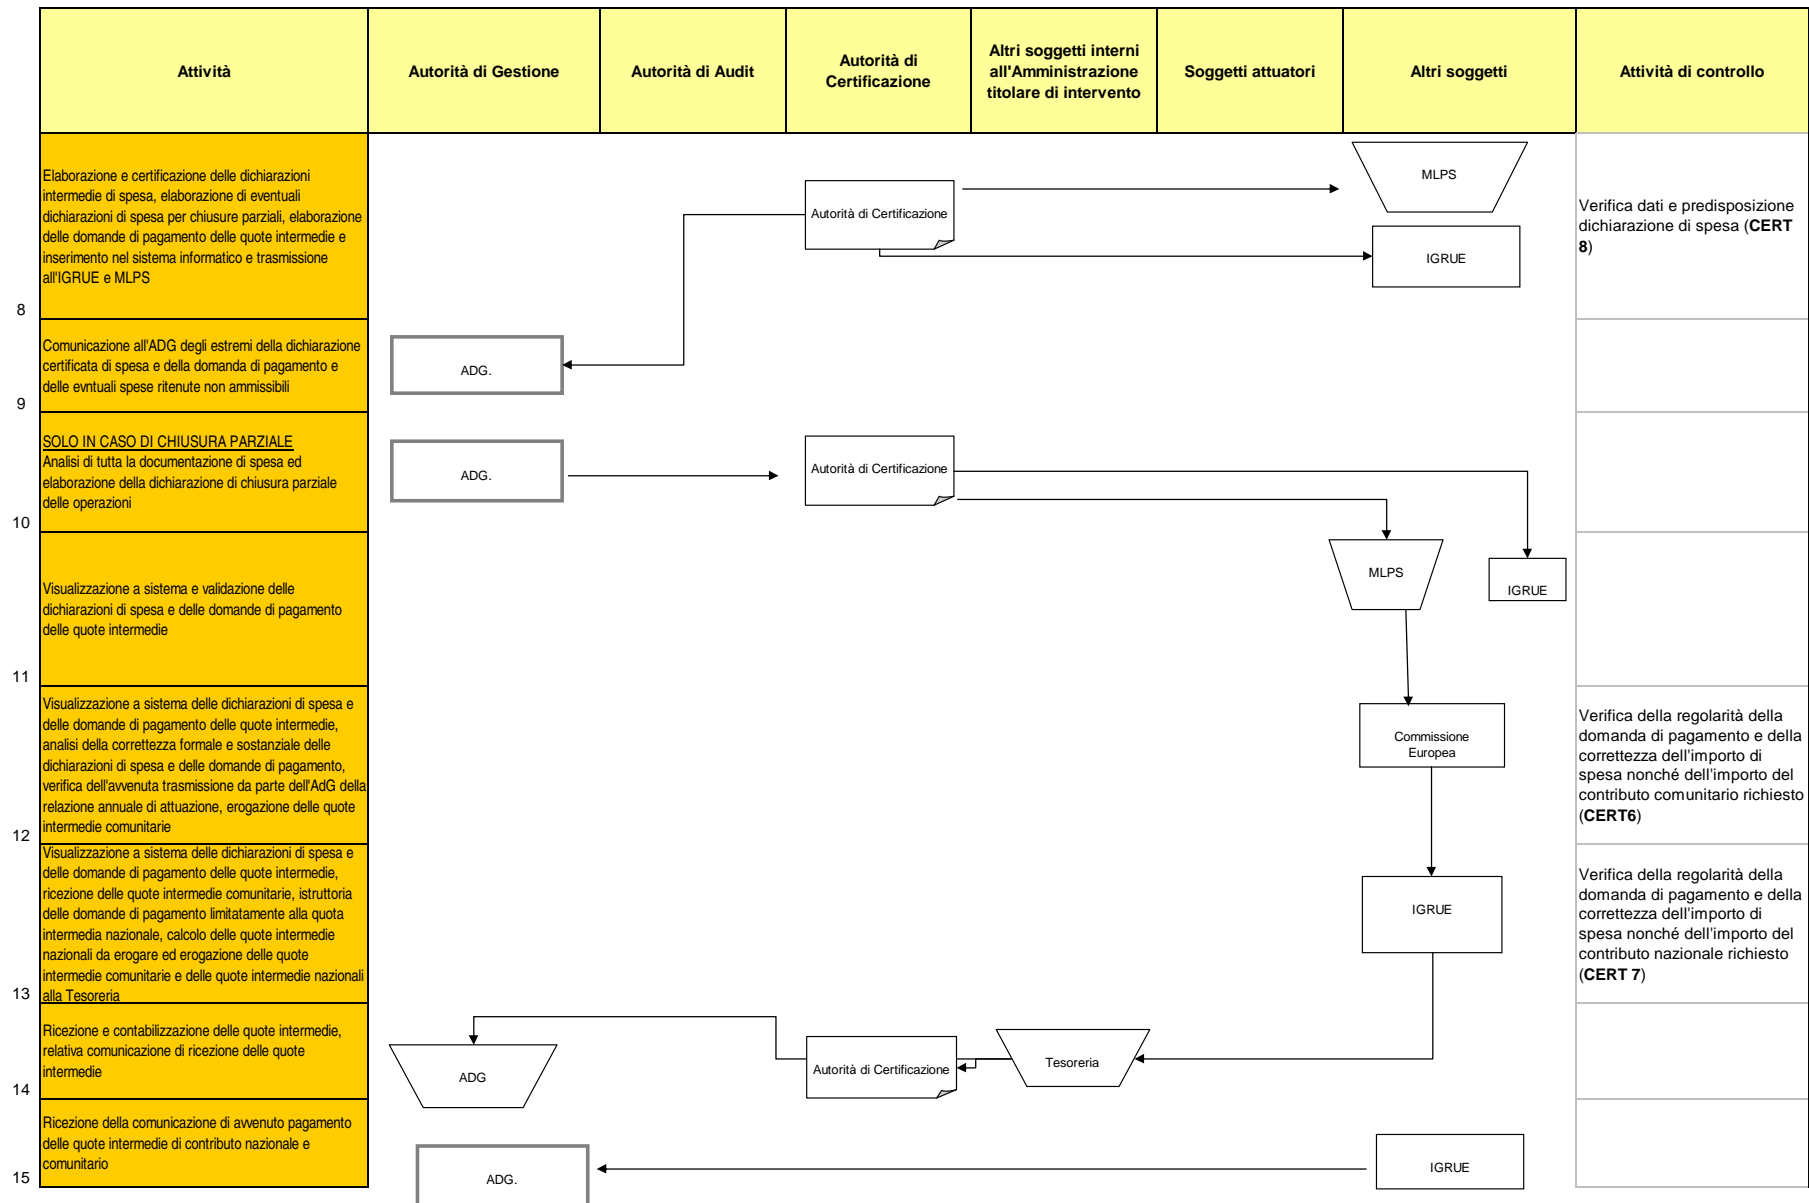 Attività
Autorità di Gestione
Autorità di Audit
Autorità di
Certificazione
Altri soggetti interni
all'Amministrazione
titolare di intervento
Soggetti attuatori
Altri soggetti
Attività di controllo
Elaborazione e certificazione delle dichiarazioni
intermedie di spesa, elaborazione di eventuali
dichiarazioni di spesa per chiusure parziali, elaborazione
delle domande di pagamento delle quote intermedie e
inserimento nel sistema informatico e trasmissione
all'IGRUE e MLPS
8
Autorità di Certificazione
MLPS
IGRUE
Verifica dati e predisposizione
dichiarazione di spesa (CERT
8)
Comunicazione all'ADG degli estremi della dichiarazione
certificata di spesa e della domanda di pagamento e
delle evntuali spese ritenute non ammissibili
9
ADG.
SOLO IN CASO DI CHIUSURA PARZIALE
Analisi di tutta la documentazione di spesa ed
elaborazione della dichiarazione di chiusura parziale
delle operazioni
10
ADG.
Autorità di Certificazione
Visualizzazione a sistema e validazione delle
dichiarazioni di spesa e delle domande di pagamento
delle quote intermedie
11
MLPS
IGRUE
Visualizzazione a sistema delle dichiarazioni di spesa e
delle domande di pagamento delle quote intermedie,
analisi della correttezza formale e sostanziale delle
dichiarazioni di spesa e delle domande di pagamento,
verifica dell'avvenuta trasmissione da parte dell'AdG della
relazione annuale di attuazione, erogazione delle quote
intermedie comunitarie
12
Commissione
Europea
Verifica della regolarità della
domanda di pagamento e della
correttezza dell'importo di
spesa nonché dell'importo del
contributo comunitario richiesto
(CERT6)
Visualizzazione a sistema delle dichiarazioni di spesa e
delle domande di pagamento delle quote intermedie,
ricezione delle quote intermedie comunitarie, istruttoria
delle domande di pagamento limitatamente alla quota
intermedia nazionale, calcolo delle quote intermedie
nazionali da erogare ed erogazione delle quote
intermedie comunitarie e delle quote intermedie nazionali
alla Tesoreria
13
IGRUE
Verifica della regolarità della
domanda di pagamento e della
correttezza dell'importo di
spesa nonché dell'importo del
contributo nazionale richiesto
(CERT 7)
Ricezione e contabilizzazione delle quote intermedie,
relativa comunicazione di ricezione delle quote
intermedie
14
ADG
Autorità di Certificazione
Tesoreria
Ricezione della comunicazione di avvenuto pagamento
delle quote intermedie di contributo nazionale e
comunitario
15
ADG.
IGRUE